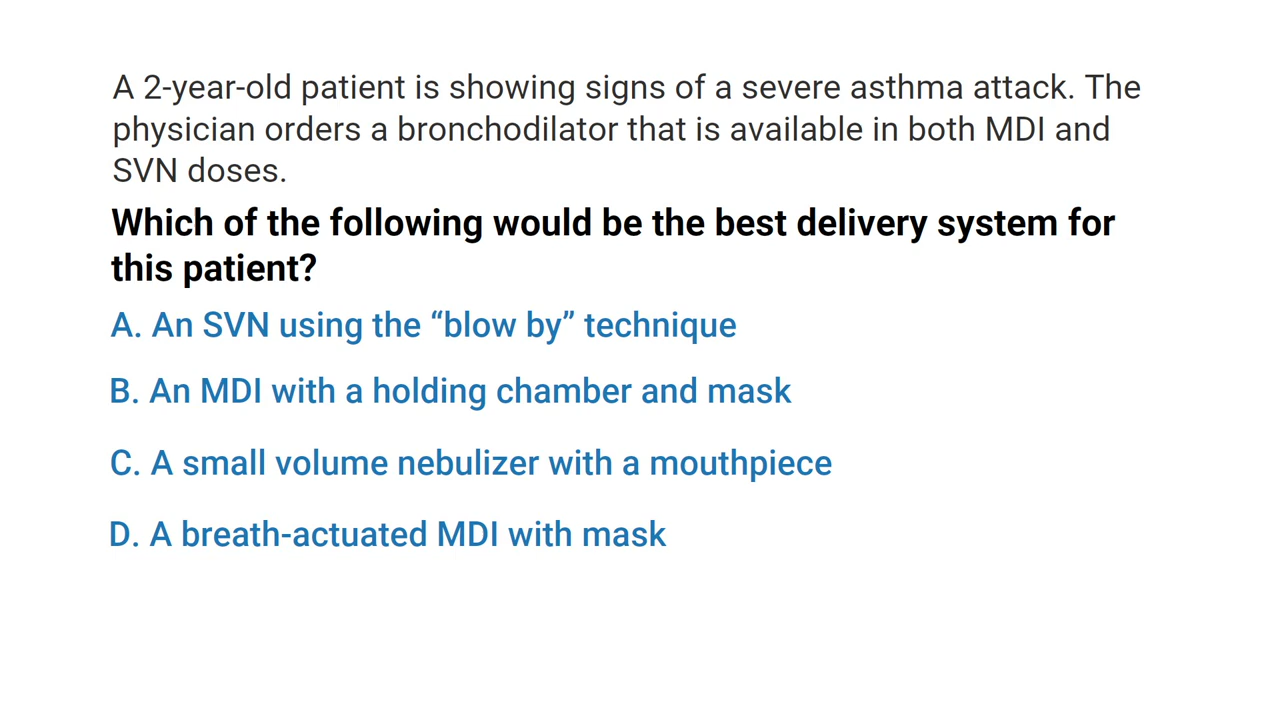 A 2-year-old patient is showing signs of a severe asthma attack. The
physician orders a bronchodilator that is available in both MDI and
SVN doses.
Which of the following would be the best delivery system for
this patient?
A. An SVN using the “blow by” technique
B. An MDI with a holding chamber and mask
C. A small volume nebulizer with a mouthpiece
D. A breath-actuated MDI with mask